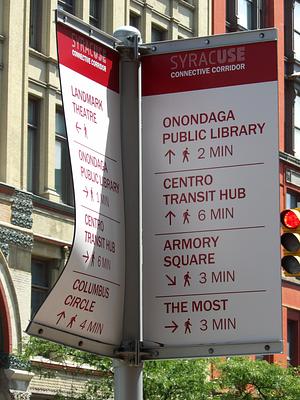 SYRACUSE
CONNECTIVE CORRIDOR
LANDMARK
THEATRE
←
ONONDAGA
PUBLIC LIBRARY
→ 1 MIN
CENTRO
TRANSIT HUB
→ 6 MIN
COLUMBUS
CIRCLE
↑ 4 MIN
SYRACUSE
CONNECTIVE CORRIDOR
ONONDAGA
PUBLIC LIBRARY
↑ 2 MIN
CENTRO
TRANSIT HUB
↑ 6 MIN
ARMORY
SQUARE
↘ 3 MIN
THE MOST
→ 3 MIN